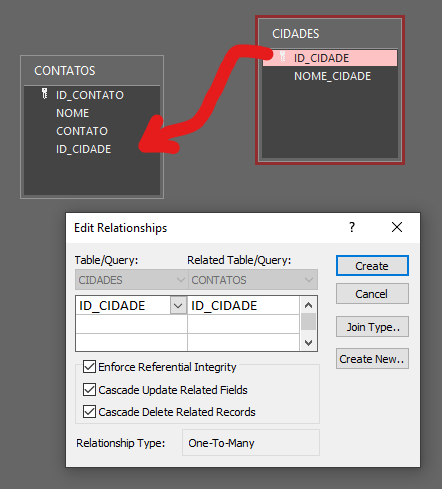 CIDADES
ID_CIDADE
NOME_CIDADE
CONTATOS
ID_CONTATO
NOME
CONTATO
ID_CIDADE
Edit Relationships ? ×
Table/Query: Related Table/Query:
CIDADES CONTATOS
ID_CIDADE ID_CIDADE
Create
Cancel
Join Type..
Create New..
Enforce Referential Integrity
Cascade Update Related Fields
Cascade Delete Related Records
Relationship Type: One-To-Many